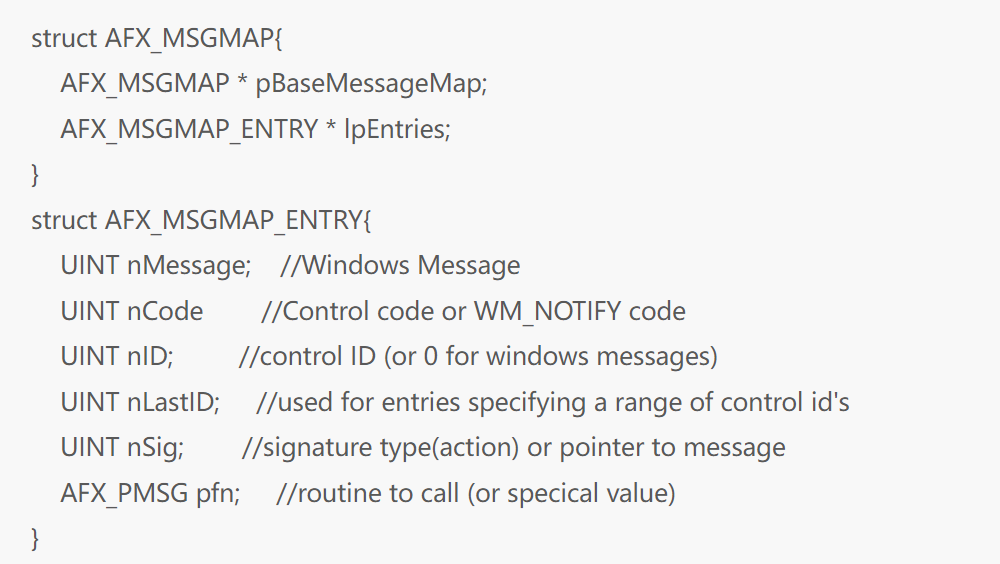 struct AFX_MSGMAP{
AFX_MSGMAP * pBaseMessageMap;
AFX_MSGMAP_ENTRY * lpEntries;
}
struct AFX_MSGMAP_ENTRY{
UINT nMessage; //Windows Message
UINT nCode //Control code or WM_NOTIFY code
UINT nID; //control ID (or 0 for windows messages)
UINT nLastID; //used for entries specifying a range of control id's
UINT nSig; //signature type(action) or pointer to message
AFX_PMSG pfn; //routine to call (or specical value)
}